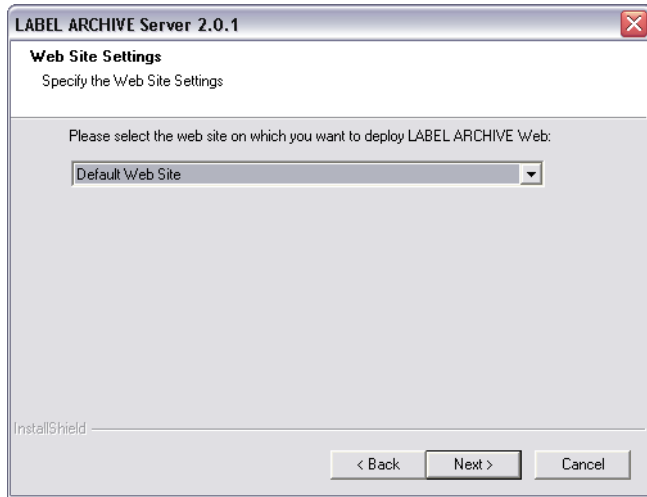 LABEL ARCHIVE Server 2.0.1
Web Site Settings
Specify the Web Site Settings
Please select the web site on which you want to deploy LABEL ARCHIVE Web:
Default Web Site
InstallShield
< Back Next > Cancel